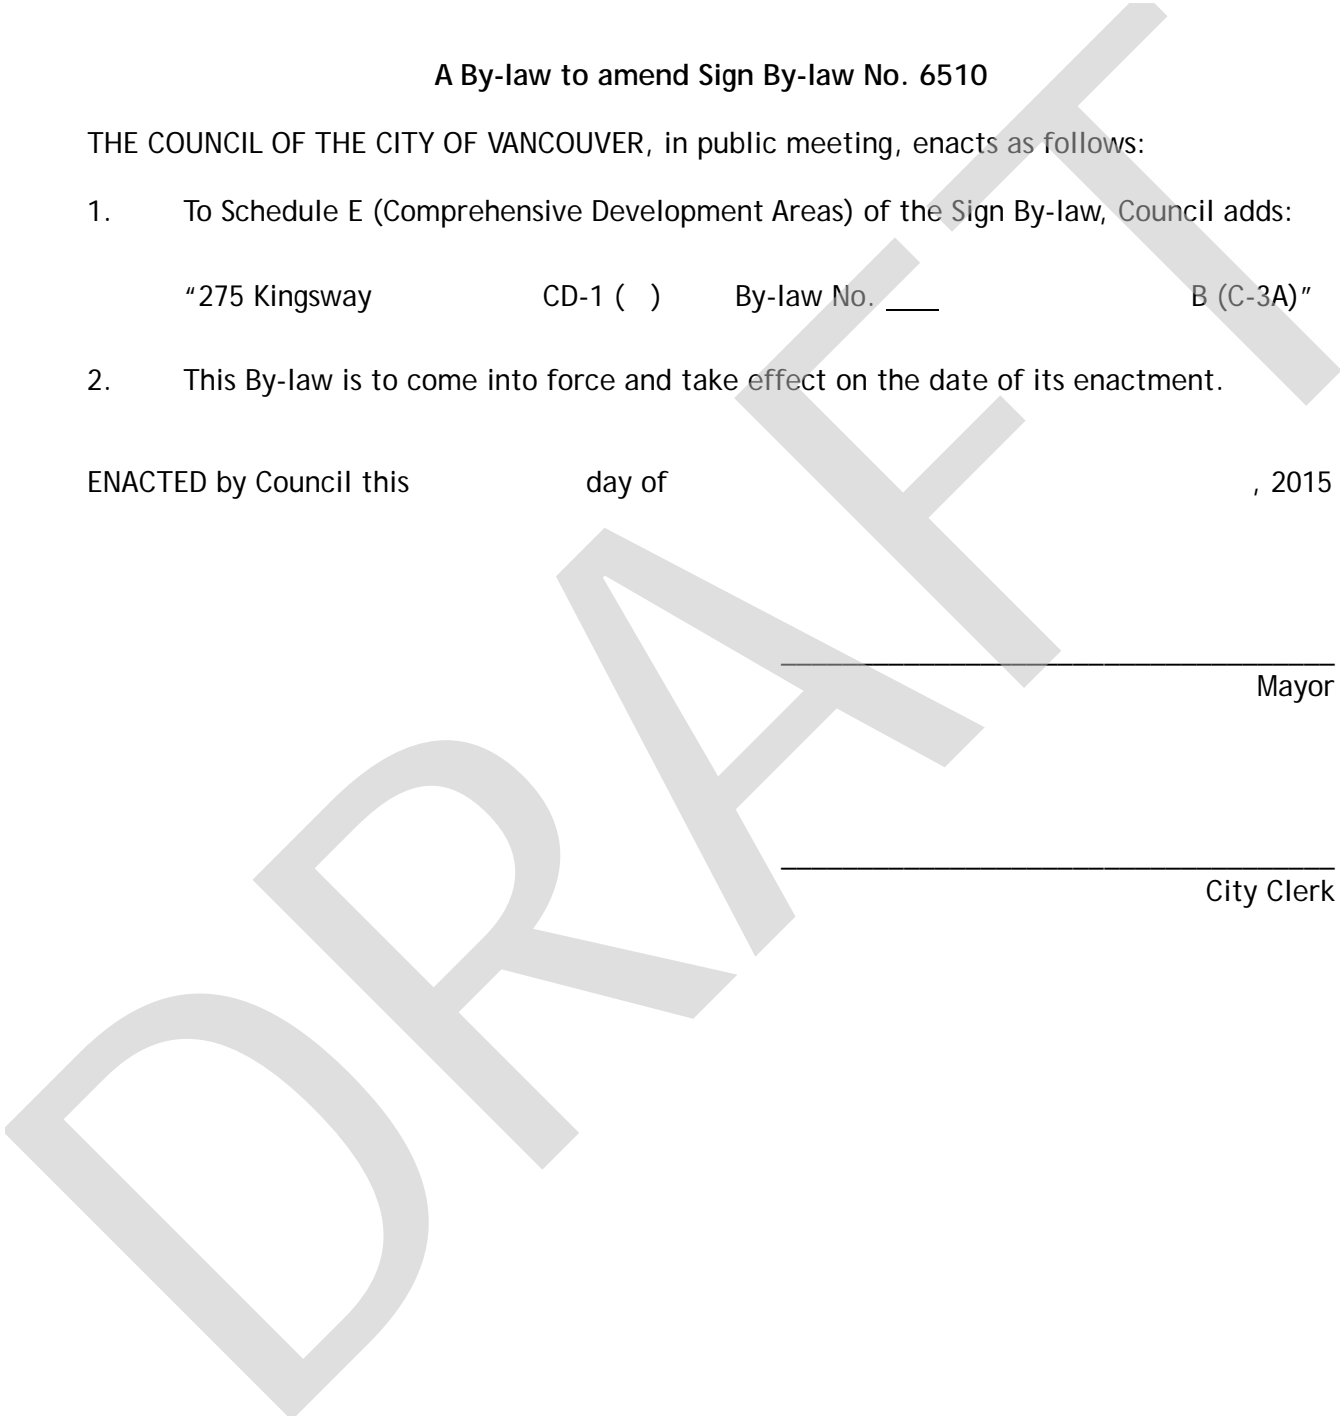 A By-law to amend Sign By-law No. 6510
THE COUNCIL OF THE CITY OF VANCOUVER, in public meeting, enacts as follows:
1. To Schedule E (Comprehensive Development Areas) of the Sign By-law, Council adds:
“275 Kingsway CD-1 ( ) By-law No. ____ B (C-3A)”
2. This By-law is to come into force and take effect on the date of its enactment.
ENACTED by Council this day of , 2015
Mayor
City Clerk
DRAFT